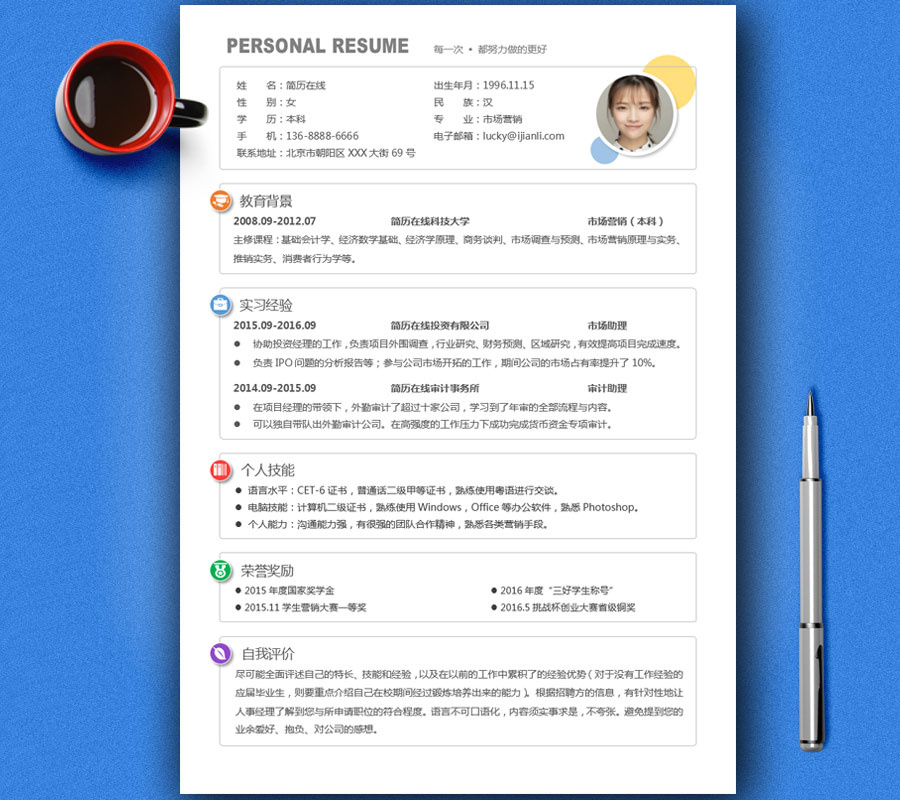 PERSONAL RESUME 每一次 • 都努力做的更好
姓 名：简历在线 出生年月：1996.11.15
性 别：女 民 族：汉
学 历：本科 专 业：市场营销
手 机：136-8888-6666 电子邮箱：lucky@ijianli.com
联系地址：北京市朝阳区 XXX 大街 69 号
教育背景
2008.09-2012.07 简历在线科技大学 市场营销（本科）
主修课程：基础会计学、经济数学基础、经济学原理、商务谈判、市场调查与预测、市场营销原理与实务、
推销实务、消费者行为学等。
实习经验
2015.09-2016.09 简历在线投资有限公司 市场助理
● 协助投资经理的工作，负责项目外围调查，行业研究、财务预测、区域研究，有效提高项目完成速度。
● 负责 IPO 问题的分析报告等；参与公司市场开拓的工作，期间公司的市场占有率提升了 10%。
2014.09-2015.09 简历在线审计事务所 审计助理
● 在项目经理的带领下，外勤审计了超过十家公司，学习到了年审的全部流程与内容。
● 可以独自带队出外勤审计公司。在高强度的工作压力下成功完成货币资金专项审计。
个人技能
● 语言水平：CET-6 证书，普通话二级甲等证书，熟练使用粤语进行交谈。
● 电脑技能：计算机二级证书，熟练使用 Windows，Office 等办公软件，熟悉 Photoshop。
● 个人能力：沟通能力强，有很强的团队合作精神，熟悉各类营销手段。
荣誉奖励
● 2015 年度国家奖学金 ● 2016 年度“三好学生称号”
● 2015.11 学生营销大赛一等奖 ● 2016.5 挑战杯创业大赛省级铜奖
自我评价
尽可能全面评述自己的特长、技能和经验，以及在以前的工作中累积了的经验优势（对于没有工作经验的
应届毕业生，则要重点介绍自己在校期间经过锻炼培养出来的能力）。根据招聘方的信息，有针对性地让
人事经理了解到您与所申请职位的符合程度。语言不可口语化，内容须实事求是，不夸张。避免提到您的
业余爱好、抱负、对公司的感想。